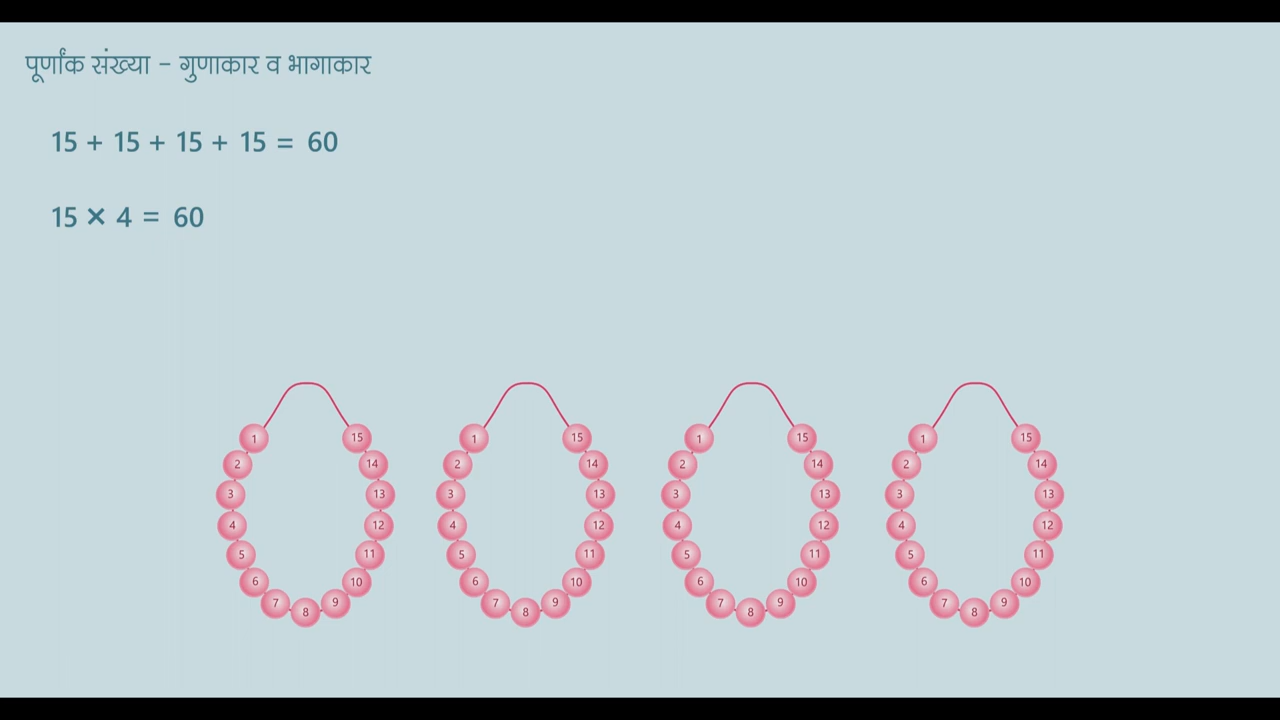 पूर्णांक संख्या - गुणाकार व भागाकार
15 + 15 + 15 + 15 = 60
15 × 4 = 60
1 15 1 15 1 15 1 15
2 14 2 14 2 14 2 14
3 13 3 13 3 13 3 13
4 12 4 12 4 12 4 12
5 11 5 11 5 11 5 11
6 10 6 10 6 10 6 10
7 8 9 7 8 9 7 8 9 7 8 9